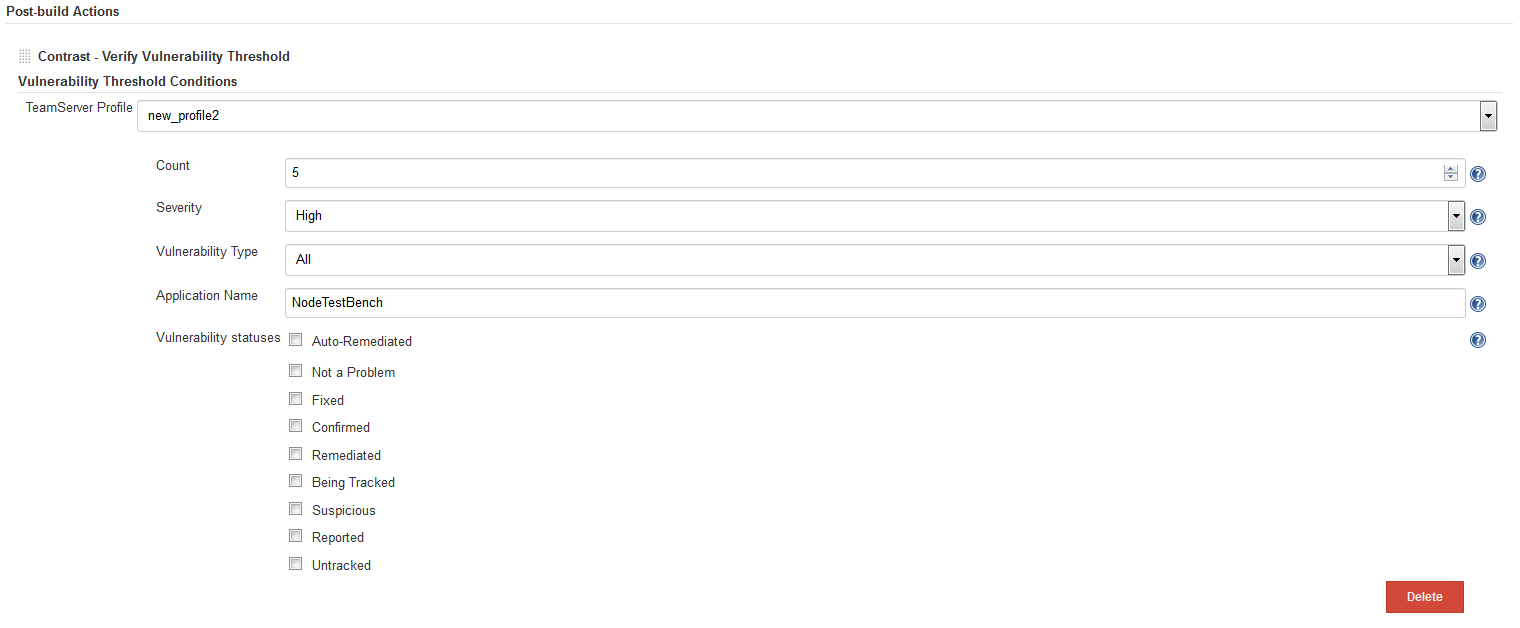 Post-build Actions
Contrast - Verify Vulnerability Threshold
Vulnerability Threshold Conditions
TeamServer Profile
new_profile2
Count
5
Severity
High
Vulnerability Type
All
Application Name
NodeTestBench
Vulnerability statuses
Auto-Remediated
Not a Problem
Fixed
Confirmed
Remediated
Being Tracked
Suspicious
Reported
Untracked
Delete